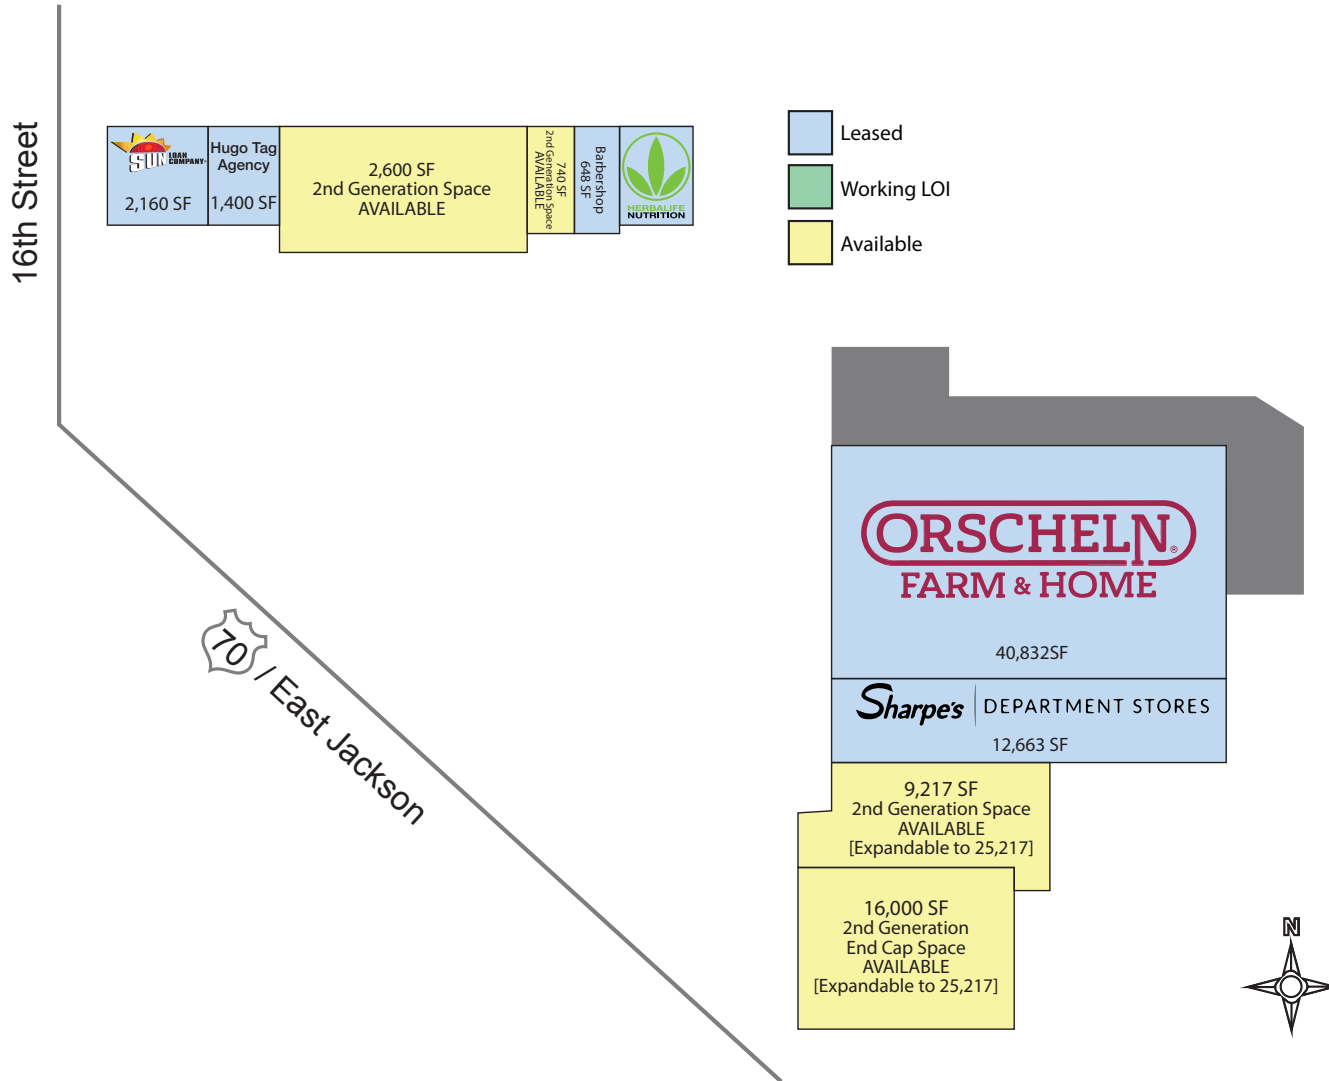 16th Street
SUN LOAN COMPANY
2,160 SF
Hugo Tag
Agency
1,400 SF
2,600 SF
2nd Generation Space
AVAILABLE
740 SF
2nd Generation Space
AVAILABLE
Barbershop
648 SF
HERBALIFE
NUTRITION
Leased
Working LOI
Available
ORSCHELN®
FARM & HOME
40,832SF
Sharpe's DEPARTMENT STORES
12,663 SF
9,217 SF
2nd Generation Space
AVAILABLE
[Expandable to 25,217]
16,000 SF
2nd Generation
End Cap Space
AVAILABLE
[Expandable to 25,217]
70 / East Jackson
N